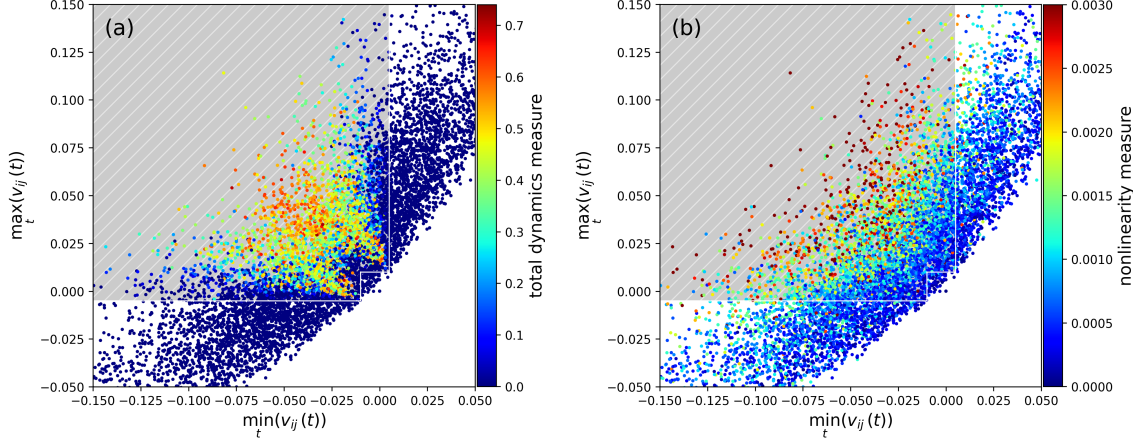 (a)
0.150
0.125
0.100
0.075
0.050
0.025
0.000
−0.025
−0.050
max(v_ij(t))
t
−0.150 −0.125 −0.100 −0.075 −0.050 −0.025 0.000 0.025 0.050
min(v_ij(t))
t
0.7
0.6
0.5
0.4
0.3
0.2
0.1
0.0
total dynamics measure
(b)
0.150
0.125
0.100
0.075
0.050
0.025
0.000
−0.025
−0.050
max(v_ij(t))
t
−0.150 −0.125 −0.100 −0.075 −0.050 −0.025 0.000 0.025 0.050
min(v_ij(t))
t
0.0030
0.0025
0.0020
0.0015
0.0010
0.0005
0.0000
nonlinearity measure